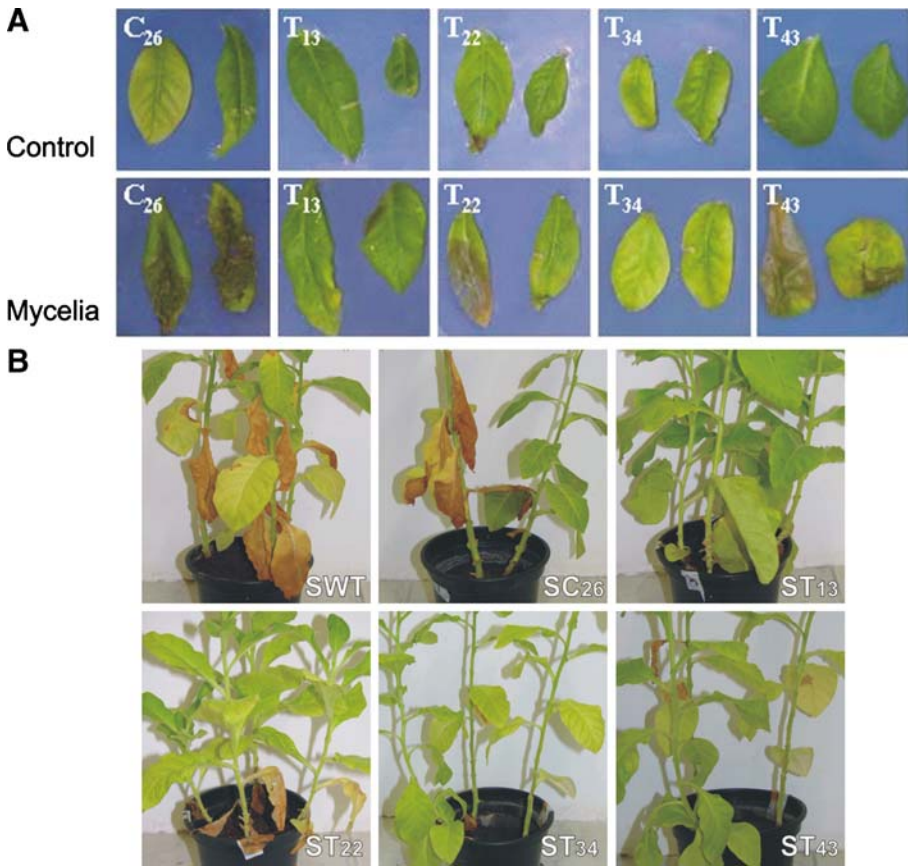 A
C26 T13 T22 T34 T43
Control
C26 T13 T22 T34 T43
Mycelia
B
SWT SC26 ST13
ST22 ST34 ST43